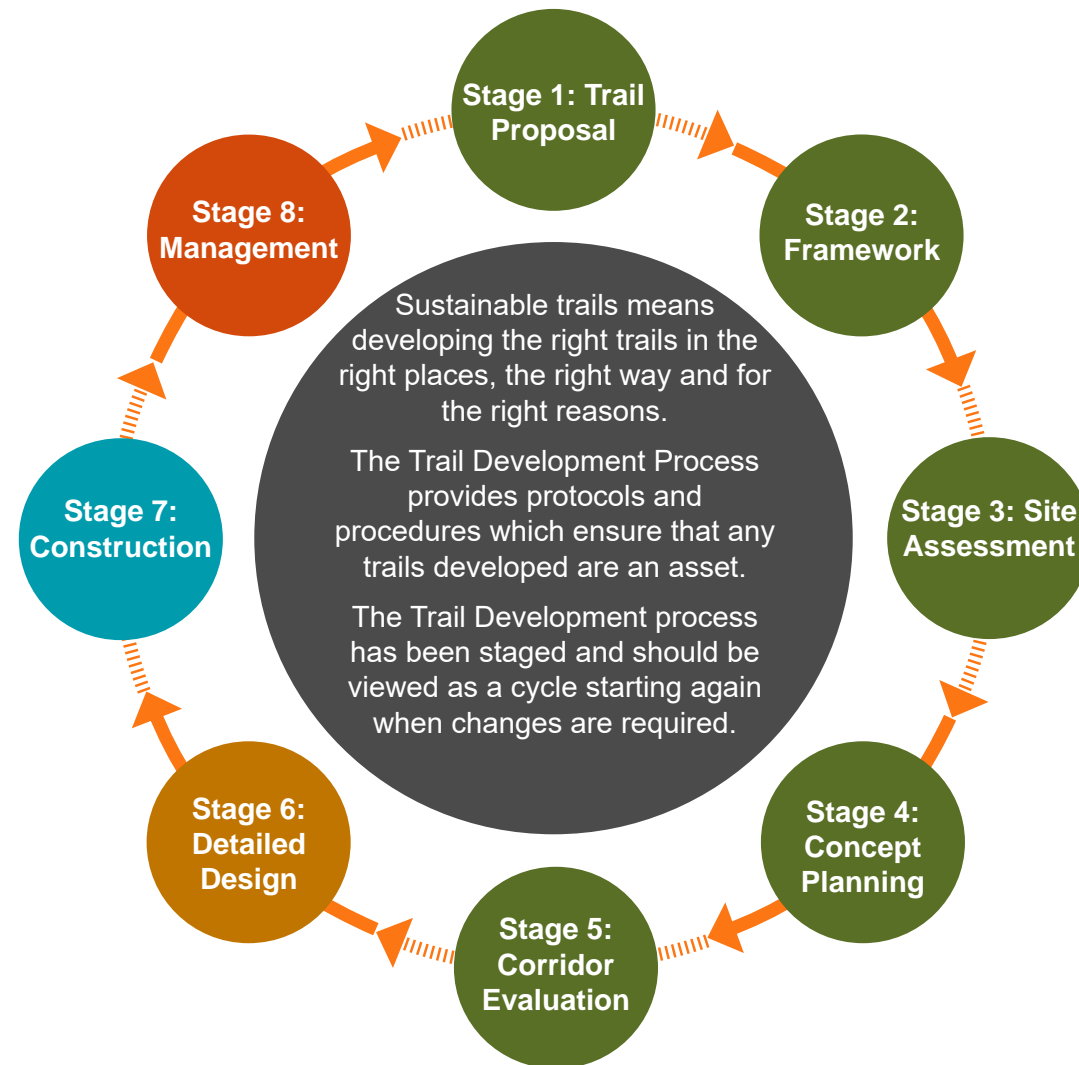 Stage 1: Trail
Proposal
Stage 2:
Framework
Stage 3: Site
Assessment
Stage 4:
Concept
Planning
Stage 5:
Corridor
Evaluation
Stage 6:
Detailed
Design
Stage 7:
Construction
Stage 8:
Management
Sustainable trails means
developing the right trails in the
right places, the right way and for
the right reasons.
The Trail Development Process
provides protocols and
procedures which ensure that any
trails developed are an asset.
The Trail Development process
has been staged and should be
viewed as a cycle starting again
when changes are required.